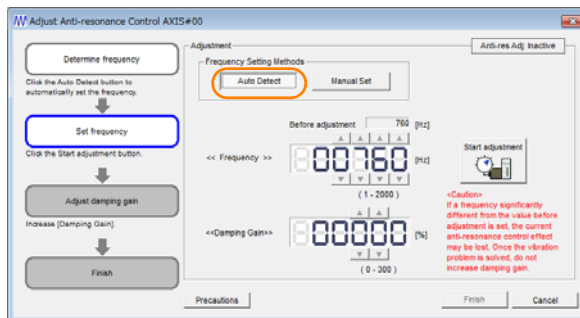 Adjust Anti-resonance Control AXIS#00
Determine frequency
Click the Auto Detect button to
automatically set the frequency.
Set frequency
Click the Start adjustment button.
Adjust damping gain
Increase [Damping Gain].
Finish
Adjustment
Anti-res Adj: Inactive
Frequency Setting Methods
Auto Detect
Manual Set
Before adjustment 760 [Hz]
<< Frequency >> 00760 [Hz]
(1 - 2000)
<<Damping Gain>> 00000 [%]
(0 - 300)
Start adjustment
<Caution>
If a frequency significantly
different from the value before
adjustment is set, the current
anti-resonance control effect
may be lost. Once the vibration
problem is solved, do not
increase damping gain.
Precautions
Finish
Cancel